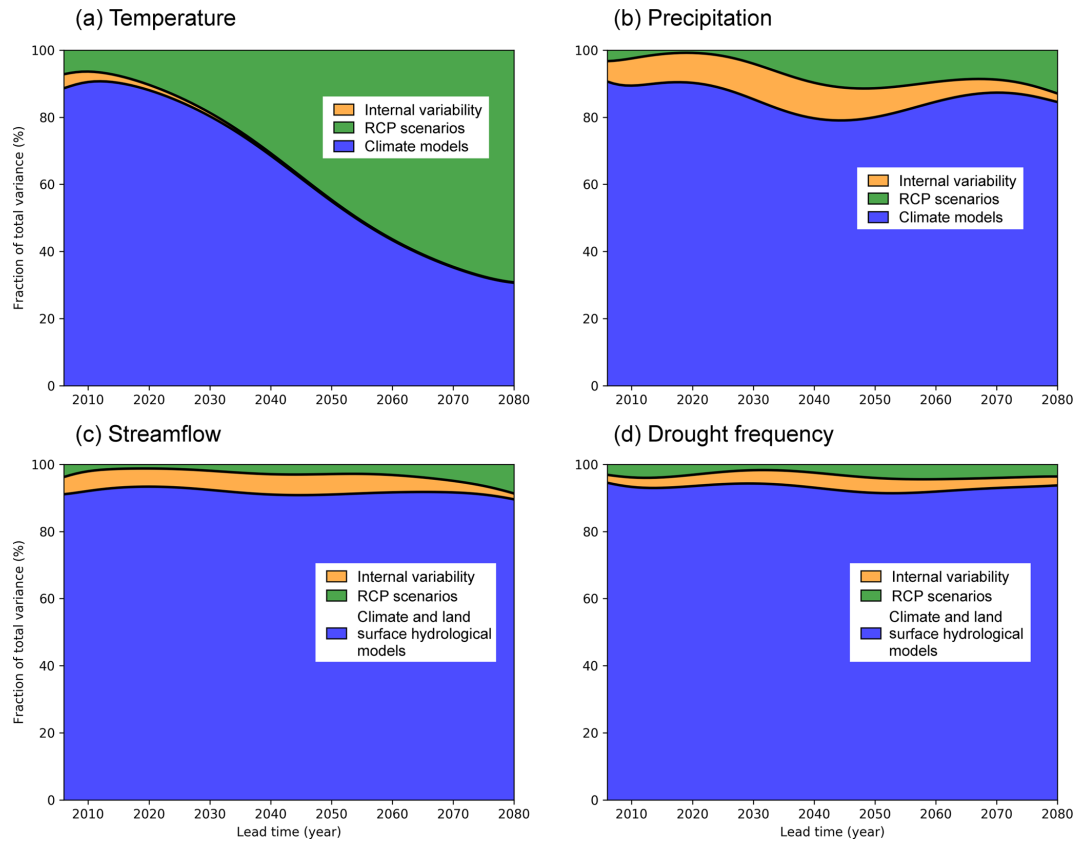 (a) Temperature
100
80
60
40
20
0
Fraction of total variance (%)
Internal variability
RCP scenarios
Climate models
2010 2020 2030 2040 2050 2060 2070 2080
(b) Precipitation
100
80
60
40
20
0
Internal variability
RCP scenarios
Climate models
2010 2020 2030 2040 2050 2060 2070 2080
(c) Streamflow
100
80
60
40
20
0
Fraction of total variance (%)
Internal variability
RCP scenarios
Climate and land
surface hydrological
models
2010 2020 2030 2040 2050 2060 2070 2080
Lead time (year)
(d) Drought frequency
100
80
60
40
20
0
Internal variability
RCP scenarios
Climate and land
surface hydrological
models
2010 2020 2030 2040 2050 2060 2070 2080
Lead time (year)